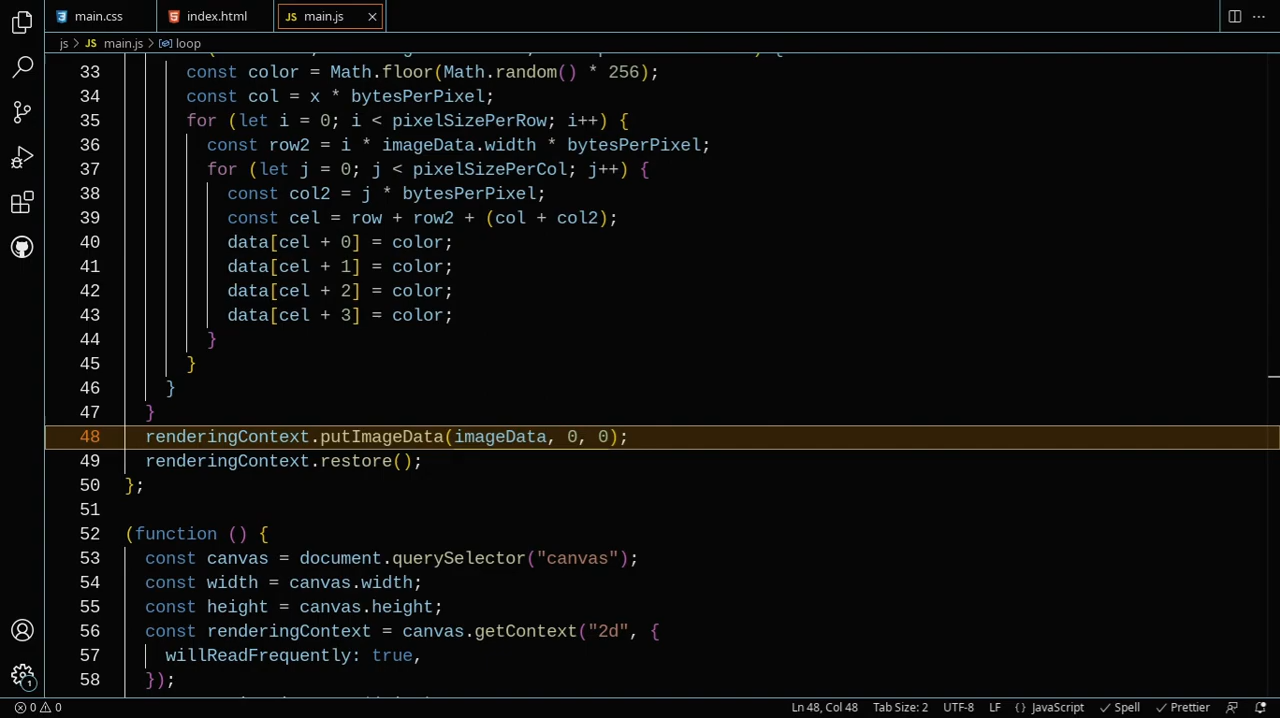 main.css
index.html
JS main.js
js > JS main.js > loop
33 const color = Math.floor(Math.random() * 256);
34 const col = x * bytesPerPixel;
35 for (let i = 0; i < pixelSizePerRow; i++) {
36 const row2 = i * imageData.width * bytesPerPixel;
37 for (let j = 0; j < pixelSizePerCol; j++) {
38 const col2 = j * bytesPerPixel;
39 const cel = row + row2 + (col + col2);
40 data[cel + 0] = color;
41 data[cel + 1] = color;
42 data[cel + 2] = color;
43 data[cel + 3] = color;
44 }
45 }
46 }
47 }
48 renderingContext.putImageData(imageData, 0, 0);
49 renderingContext.restore();
50 };
51
52 (function () {
53 const canvas = document.querySelector("canvas");
54 const width = canvas.width;
55 const height = canvas.height;
56 const renderingContext = canvas.getContext("2d", {
57 willReadFrequently: true,
58 });
1
0 0 Ln 48, Col 48 Tab Size: 2 UTF-8 LF {} JavaScript Spell Prettier